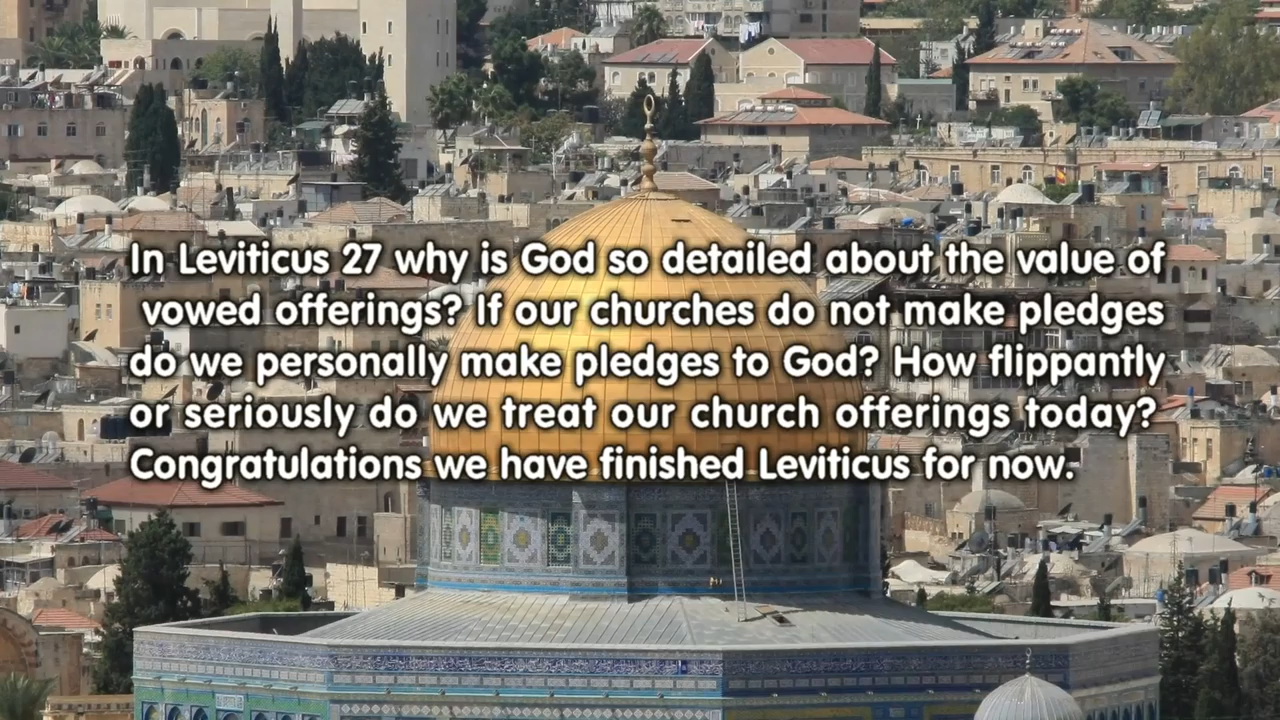 In Leviticus 27 why is God so detailed about the value of
vowed offerings? If our churches do not make pledges
do we personally make pledges to God? How flippantly
or seriously do we treat our church offerings today?
Congratulations we have finished Leviticus for now.